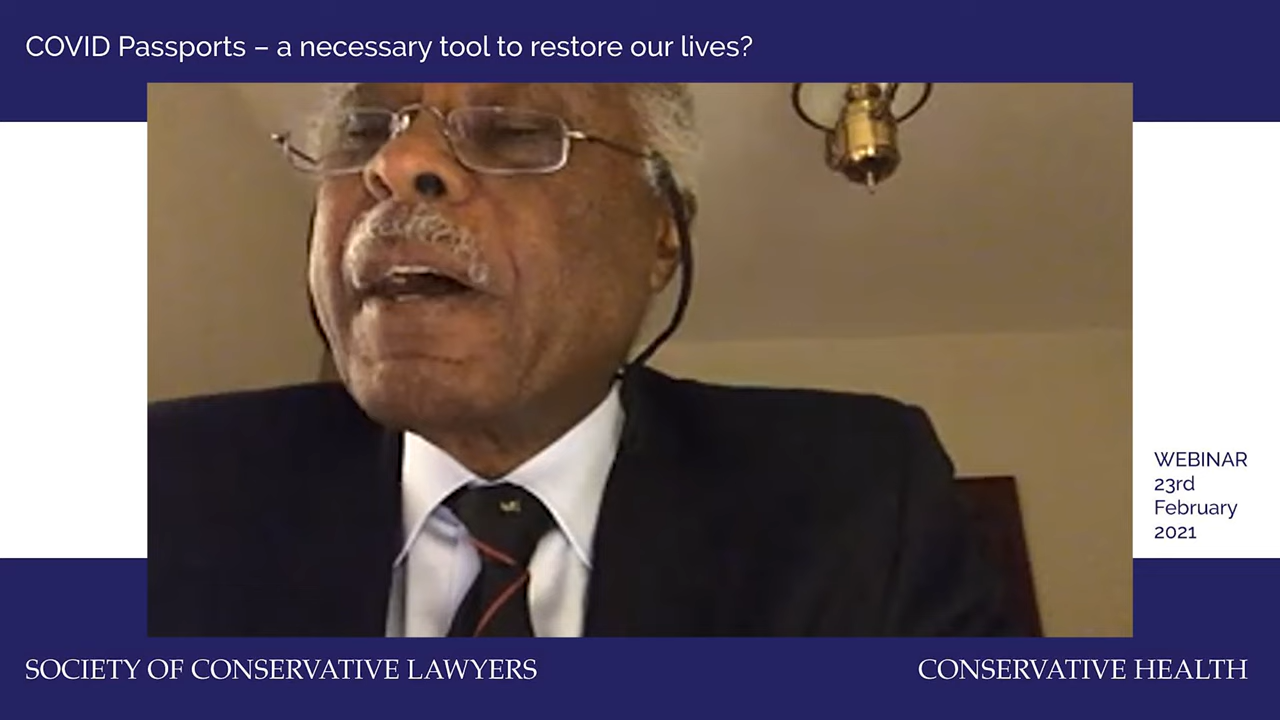 COVID Passports – a necessary tool to restore our lives?
WEBINAR
23rd
February
2021
SOCIETY OF CONSERVATIVE LAWYERS
CONSERVATIVE HEALTH